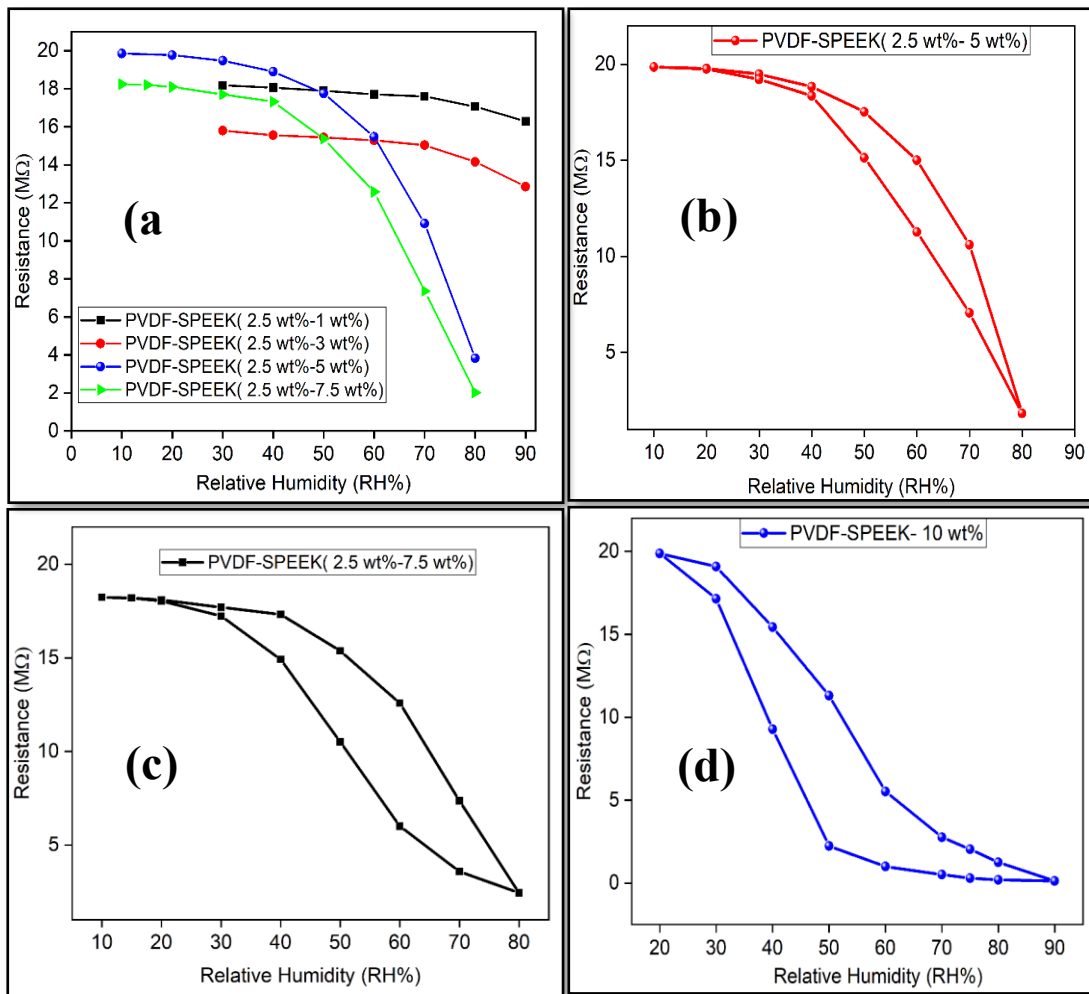 (a
Resistance (MΩ)
20
18
16
14
12
10
8
6
4
2
0
PVDF-SPEEK( 2.5 wt%-1 wt%)
PVDF-SPEEK( 2.5 wt%-3 wt%)
PVDF-SPEEK( 2.5 wt%-5 wt%)
PVDF-SPEEK( 2.5 wt%-7.5 wt%)
0 10 20 30 40 50 60 70 80 90
Relative Humidity (RH%)
(b)
PVDF-SPEEK( 2.5 wt%- 5 wt%)
Resistance (MΩ)
20
15
10
5
10 20 30 40 50 60 70 80 90
Relative Humidity (RH%)
PVDF-SPEEK( 2.5 wt%-7.5 wt%)
Resistance (MΩ)
20
15
10
5
(c)
10 20 30 40 50 60 70 80
Relative Humidity (RH%)
PVDF-SPEEK- 10 wt%
Resistance (MΩ)
20
15
10
5
0
(d)
20 30 40 50 60 70 80 90
Relative Humidity (RH%)